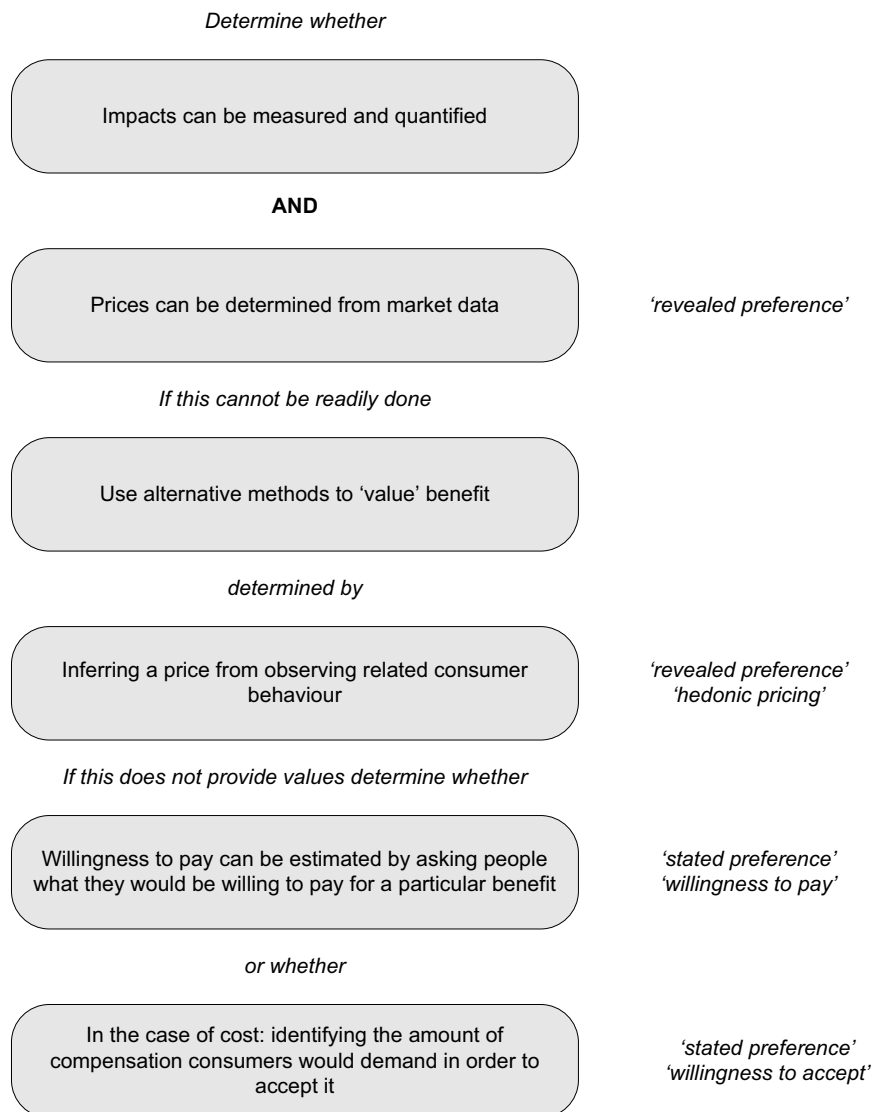 Determine whether
Impacts can be measured and quantified
AND
Prices can be determined from market data
‘revealed preference’
If this cannot be readily done
Use alternative methods to ‘value’ benefit
determined by
Inferring a price from observing related consumer
behaviour
‘revealed preference’
‘hedonic pricing’
If this does not provide values determine whether
Willingness to pay can be estimated by asking people
what they would be willing to pay for a particular benefit
‘stated preference’
‘willingness to pay’
or whether
In the case of cost: identifying the amount of
compensation consumers would demand in order to
accept it
‘stated preference’
‘willingness to accept’